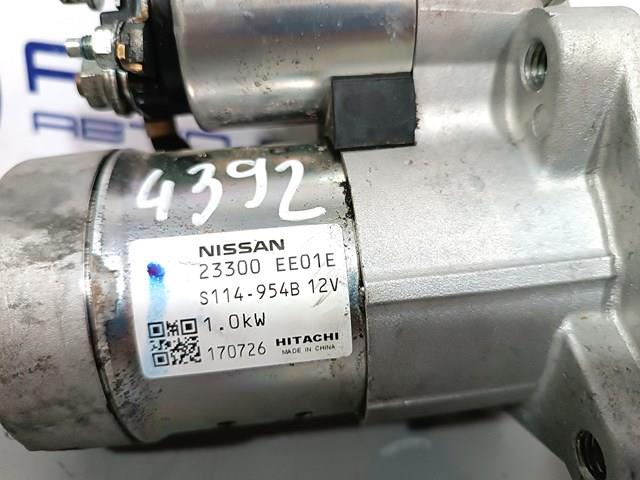 4392
NISSAN
23300 EE01E
S114-954B 12V
1.0kW
170726 HITACHI
MADE IN CHINA